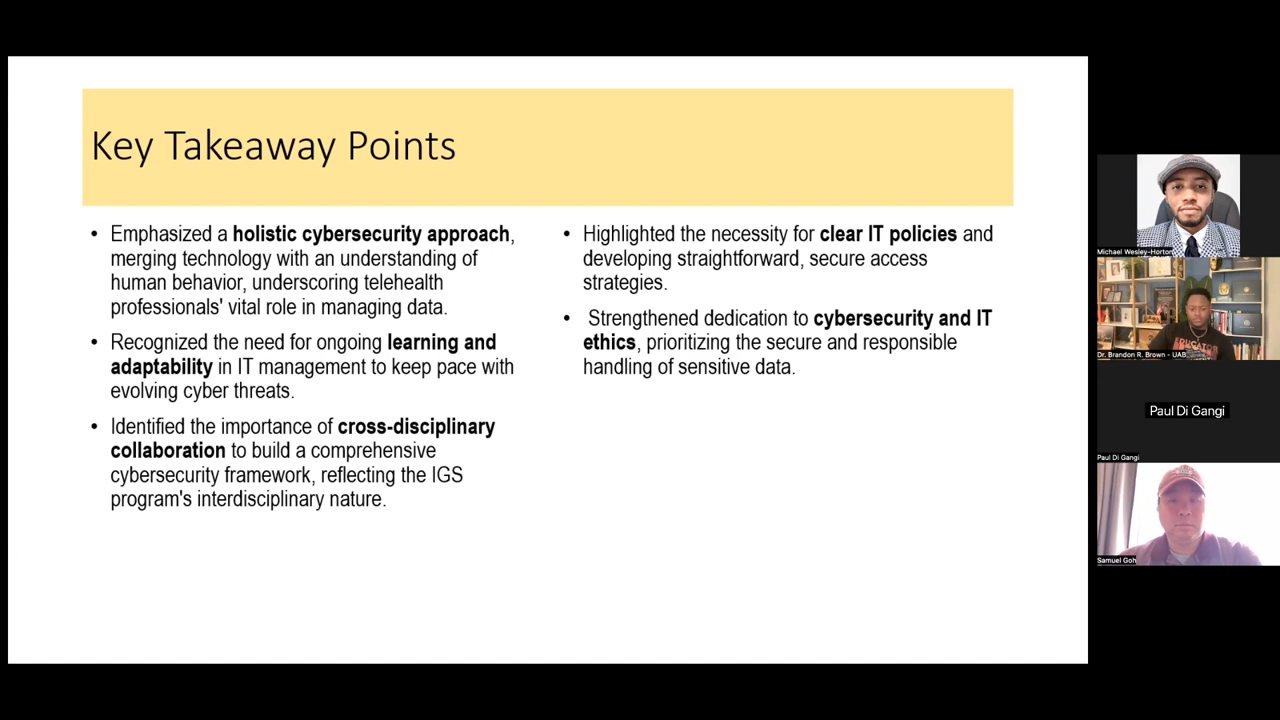 Key Takeaway Points
• Emphasized a holistic cybersecurity approach,
merging technology with an understanding of
human behavior, underscoring telehealth
professionals' vital role in managing data.
• Recognized the need for ongoing learning and
adaptability in IT management to keep pace with
evolving cyber threats.
• Identified the importance of cross-disciplinary
collaboration to build a comprehensive
cybersecurity framework, reflecting the IGS
program's interdisciplinary nature.
• Highlighted the necessity for clear IT policies and
developing straightforward, secure access
strategies.
• Strengthened dedication to cybersecurity and IT
ethics, prioritizing the secure and responsible
handling of sensitive data.
Michael Wesley-Horton
EDUCATOR
Dr. Brandon R. Brown - UAB
Paul Di Gangi
Paul Di Gangi
Samuel Goh